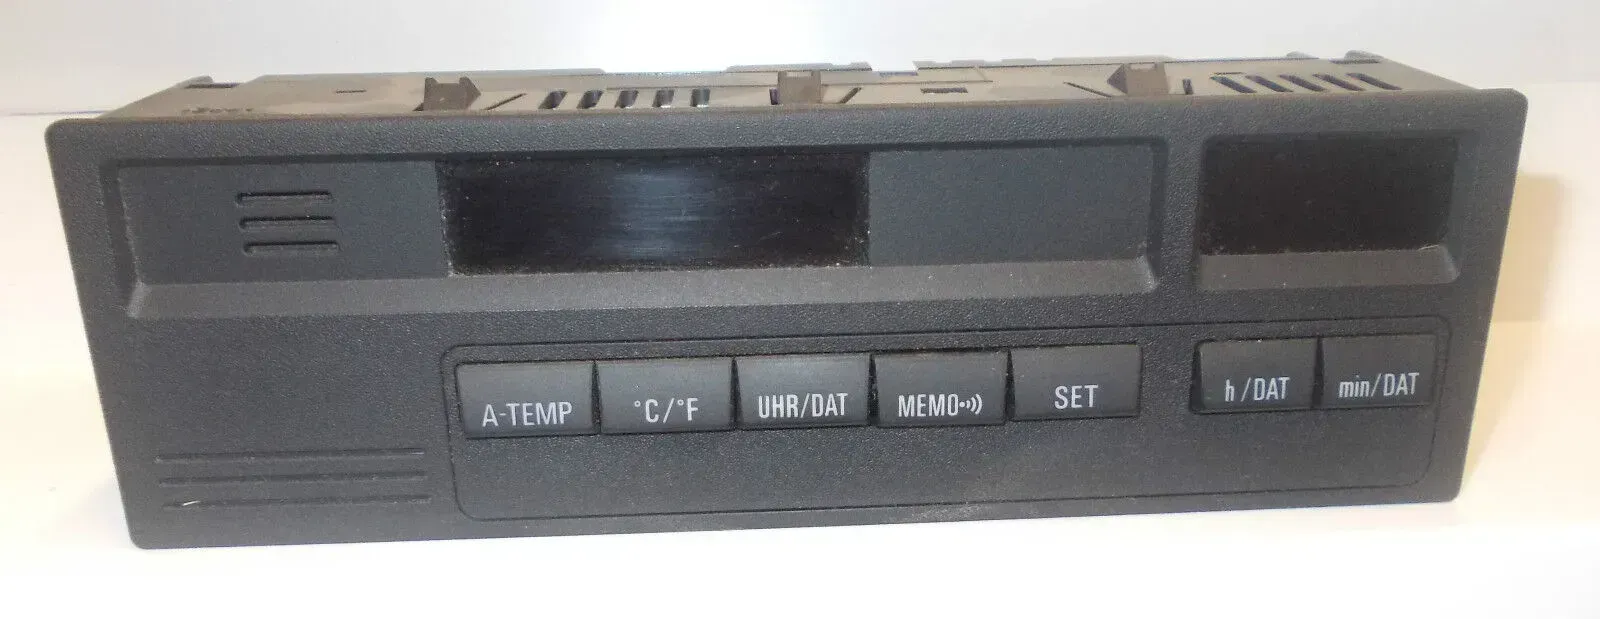 A-TEMP
°C/°F
UHR/DAT
MEMO
SET
h/DAT
min/DAT